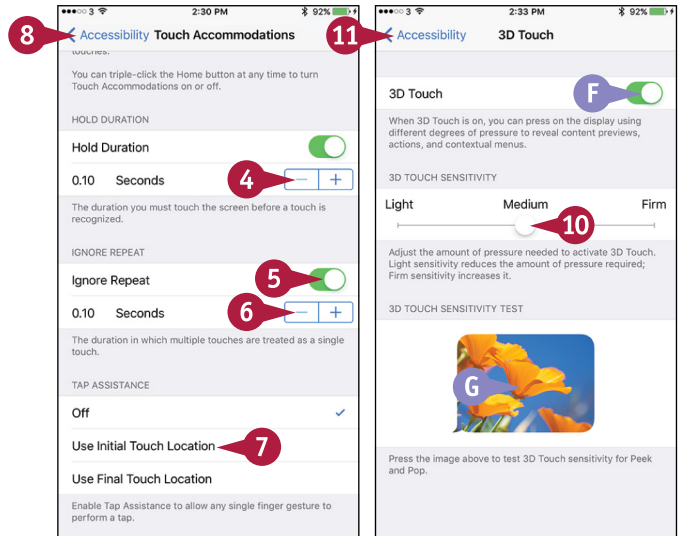 3 2:30 PM 92%
8 Accessibility Touch Accommodations
touches.
You can triple-click the Home button at any time to turn
Touch Accommodations on or off.
HOLD DURATION
Hold Duration
0.10 Seconds 4 − +
The duration you must touch the screen before a touch is
recognized.
IGNORE REPEAT
Ignore Repeat 5
0.10 Seconds 6 − +
The duration in which multiple touches are treated as a single
touch.
TAP ASSISTANCE
Off
Use Initial Touch Location 7
Use Final Touch Location
Enable Tap Assistance to allow any single finger gesture to
perform a tap.
3 2:33 PM 92%
11 Accessibility 3D Touch
3D Touch F
When 3D Touch is on, you can press on the display using
different degrees of pressure to reveal content previews,
actions, and contextual menus.
3D TOUCH SENSITIVITY
Light Medium Firm
10
Adjust the amount of pressure needed to activate 3D Touch.
Light sensitivity reduces the amount of pressure required;
Firm sensitivity increases it.
3D TOUCH SENSITIVITY TEST
G
Press the image above to test 3D Touch sensitivity for Peek
and Pop.